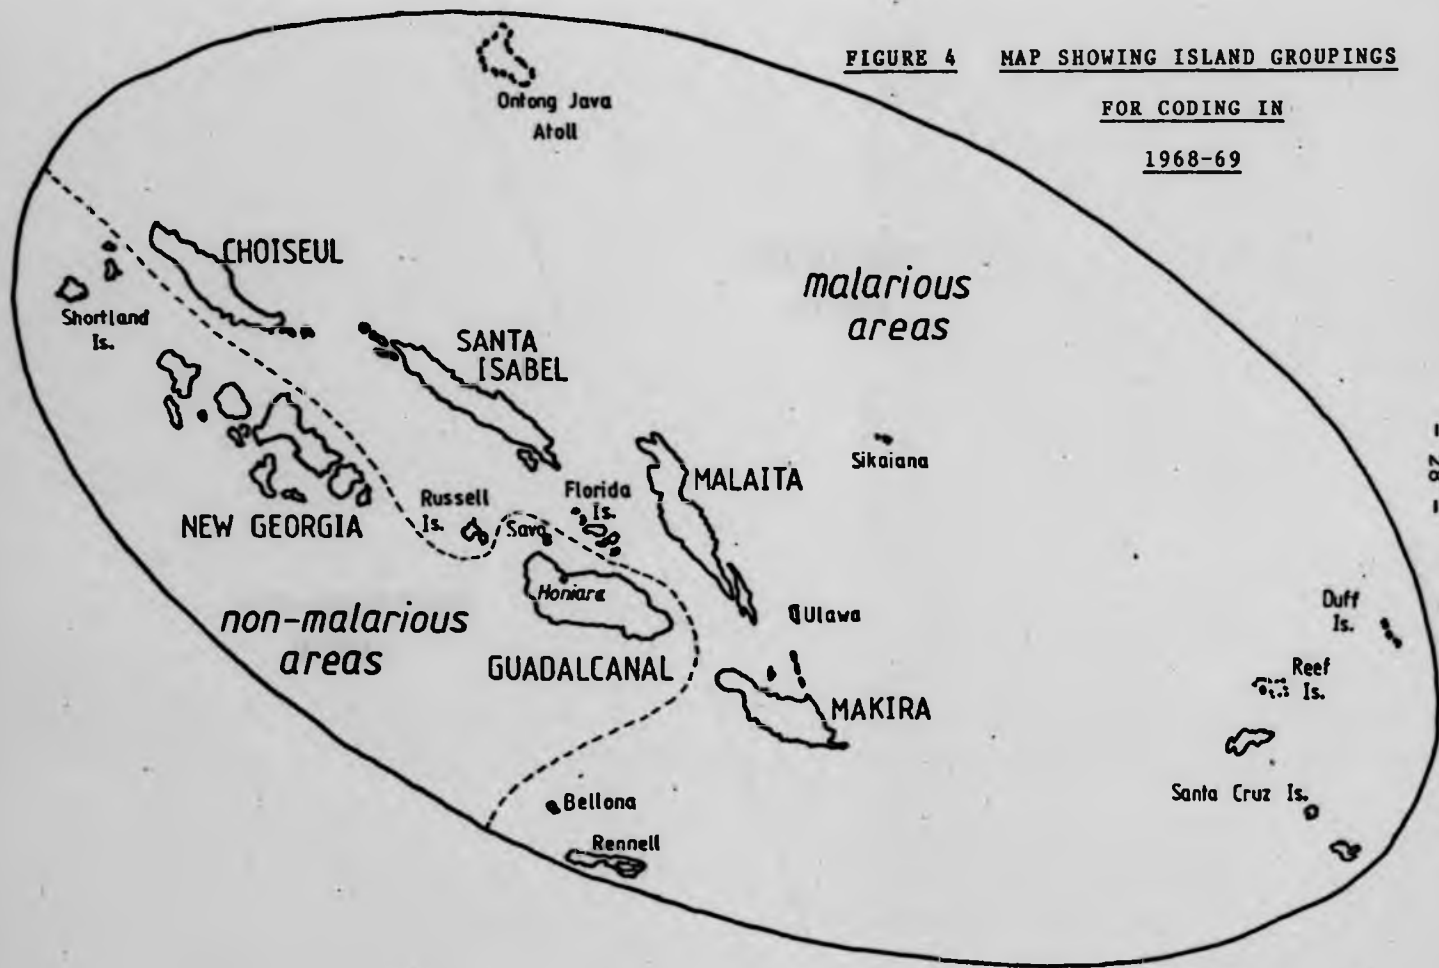 FIGURE 4 MAP SHOWING ISLAND GROUPINGS
FOR CODING IN
1968-69
Ontong Java
Atoll
CHOISEUL
malarious
areas
Shortland
Is.
SANTA
ISABEL
Sikaiana
- 28 -
MALAITA
Russell
Is.
Florida
Is.
Savo
NEW GEORGIA
Honiara
non-malarious
areas
Ulawa
Duff
Is.
GUADALCANAL
Reef
Is.
MAKIRA
Santa Cruz Is.
Bellona
Rennell